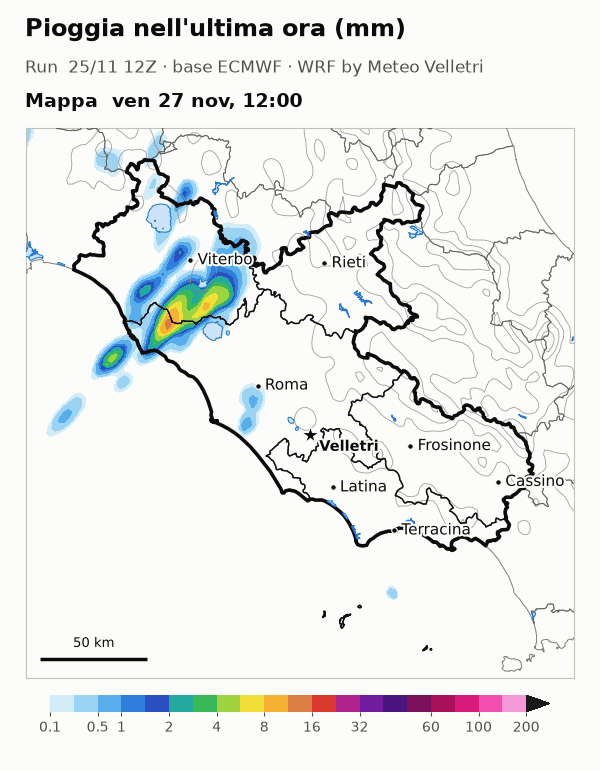 Pioggia nell'ultima ora (mm)
Run  25/11 12Z · base ECMWF · WRF by Meteo Velletri
Mappa  ven 27 nov, 12:00
Viterbo
Rieti
Roma
Velletri
Frosinone
Latina
Cassino
Terracina
50 km
0.1 0.5 1 2 4 8 16 32 60 100 200